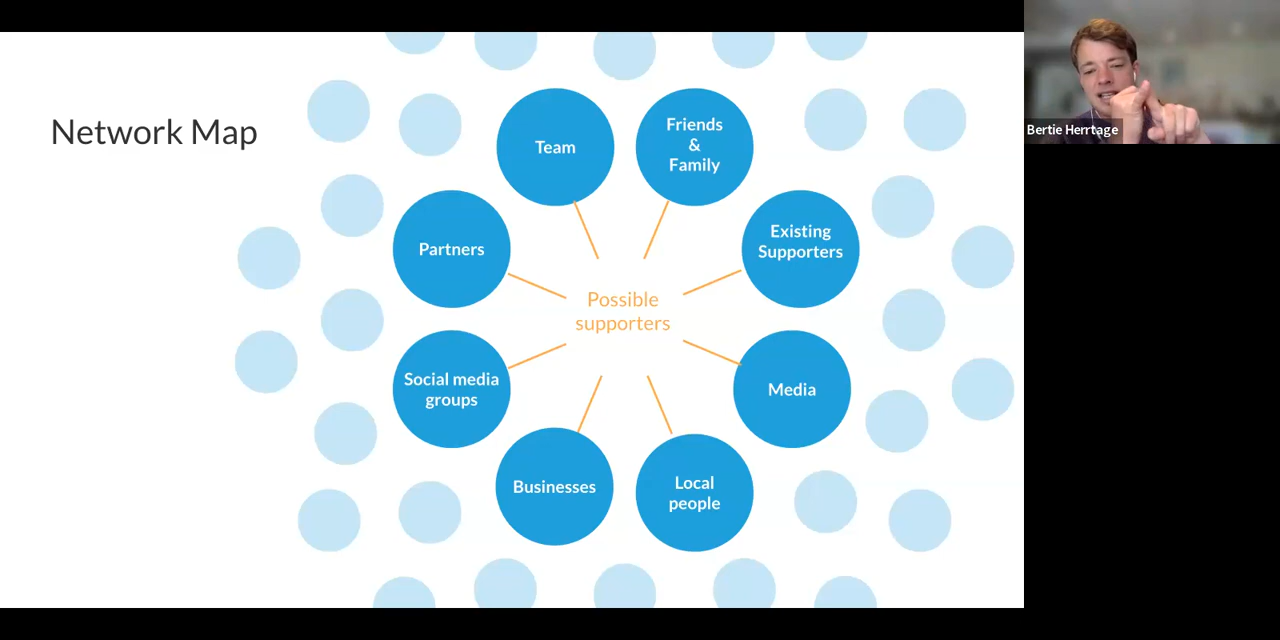 Network Map
Team
Friends
&
Family
Partners
Existing
Supporters
Possible
supporters
Social media
groups
Media
Businesses
Local
people
Bertie Herrtage